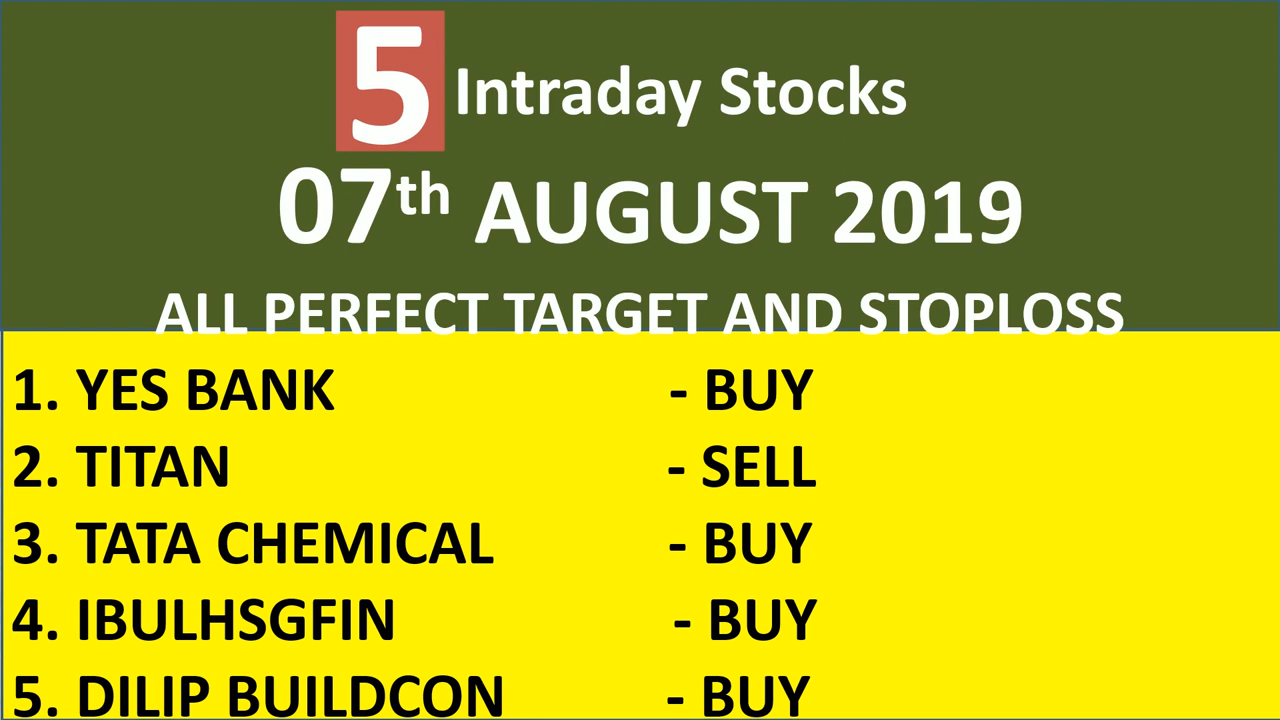 5 Intraday Stocks
07th AUGUST 2019
ALL PERFECT TARGET AND STOPLOSS
1. YES BANK - BUY
2. TITAN - SELL
3. TATA CHEMICAL - BUY
4. IBULHSGFIN - BUY
5. DILIP BUILDCON - BUY